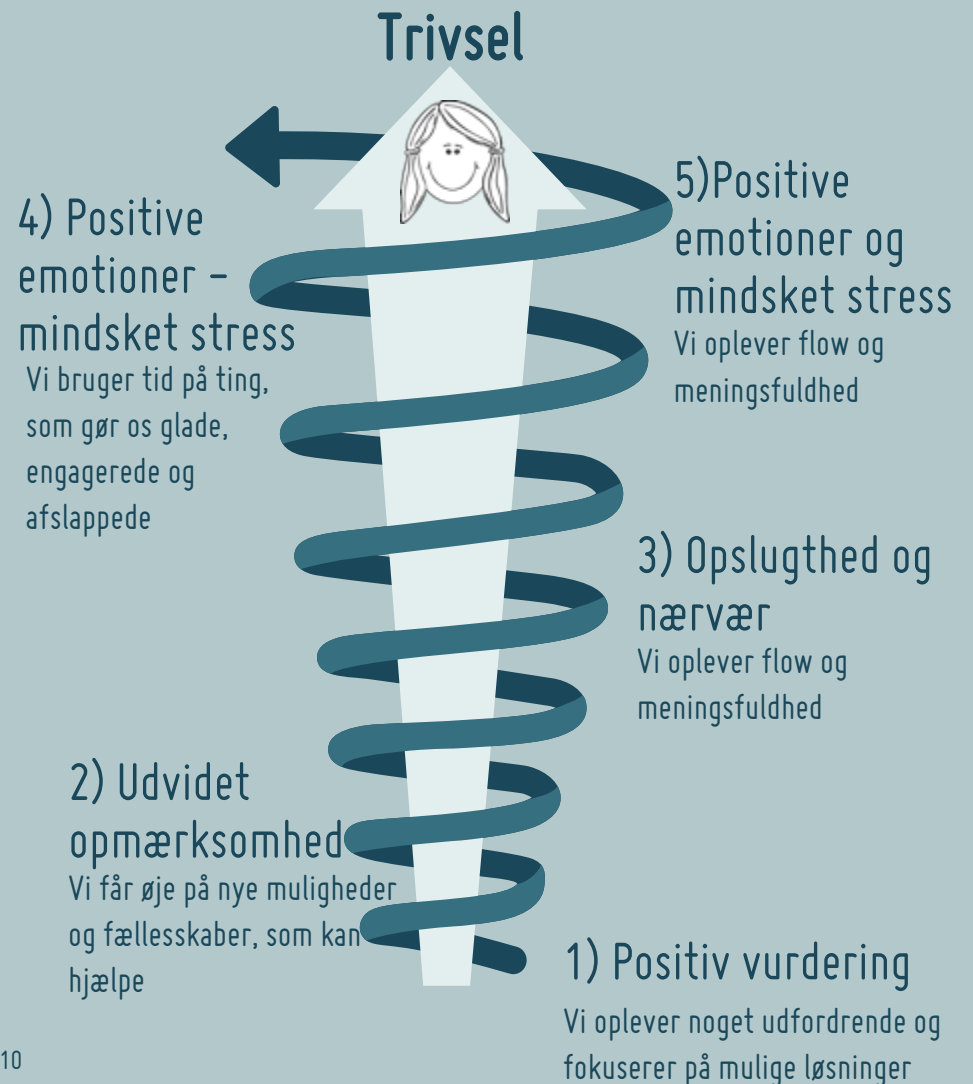 Trivsel
5)Positive
emotioner og
mindsket stress
Vi oplever flow og
meningsfuldhed
4) Positive
emotioner –
mindsket stress
Vi bruger tid på ting,
som gør os glade,
engagerede og
afslappede
3) Opslugthed og
nærvær
Vi oplever flow og
meningsfuldhed
2) Udvidet
opmærksomhed
Vi får øje på nye muligheder
og fællesskaber, som kan
hjælpe
1) Positiv vurdering
Vi oplever noget udfordrende og
fokuserer på mulige løsninger
10